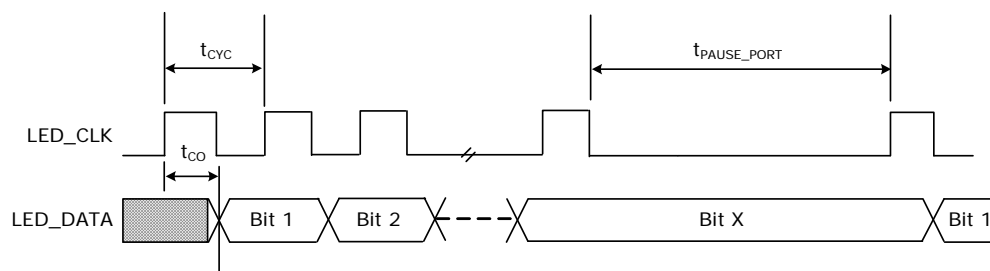 tCYC
tPAUSE_PORT
LED_CLK
tCO
LED_DATA
Bit 1
Bit 2
Bit X
Bit 1